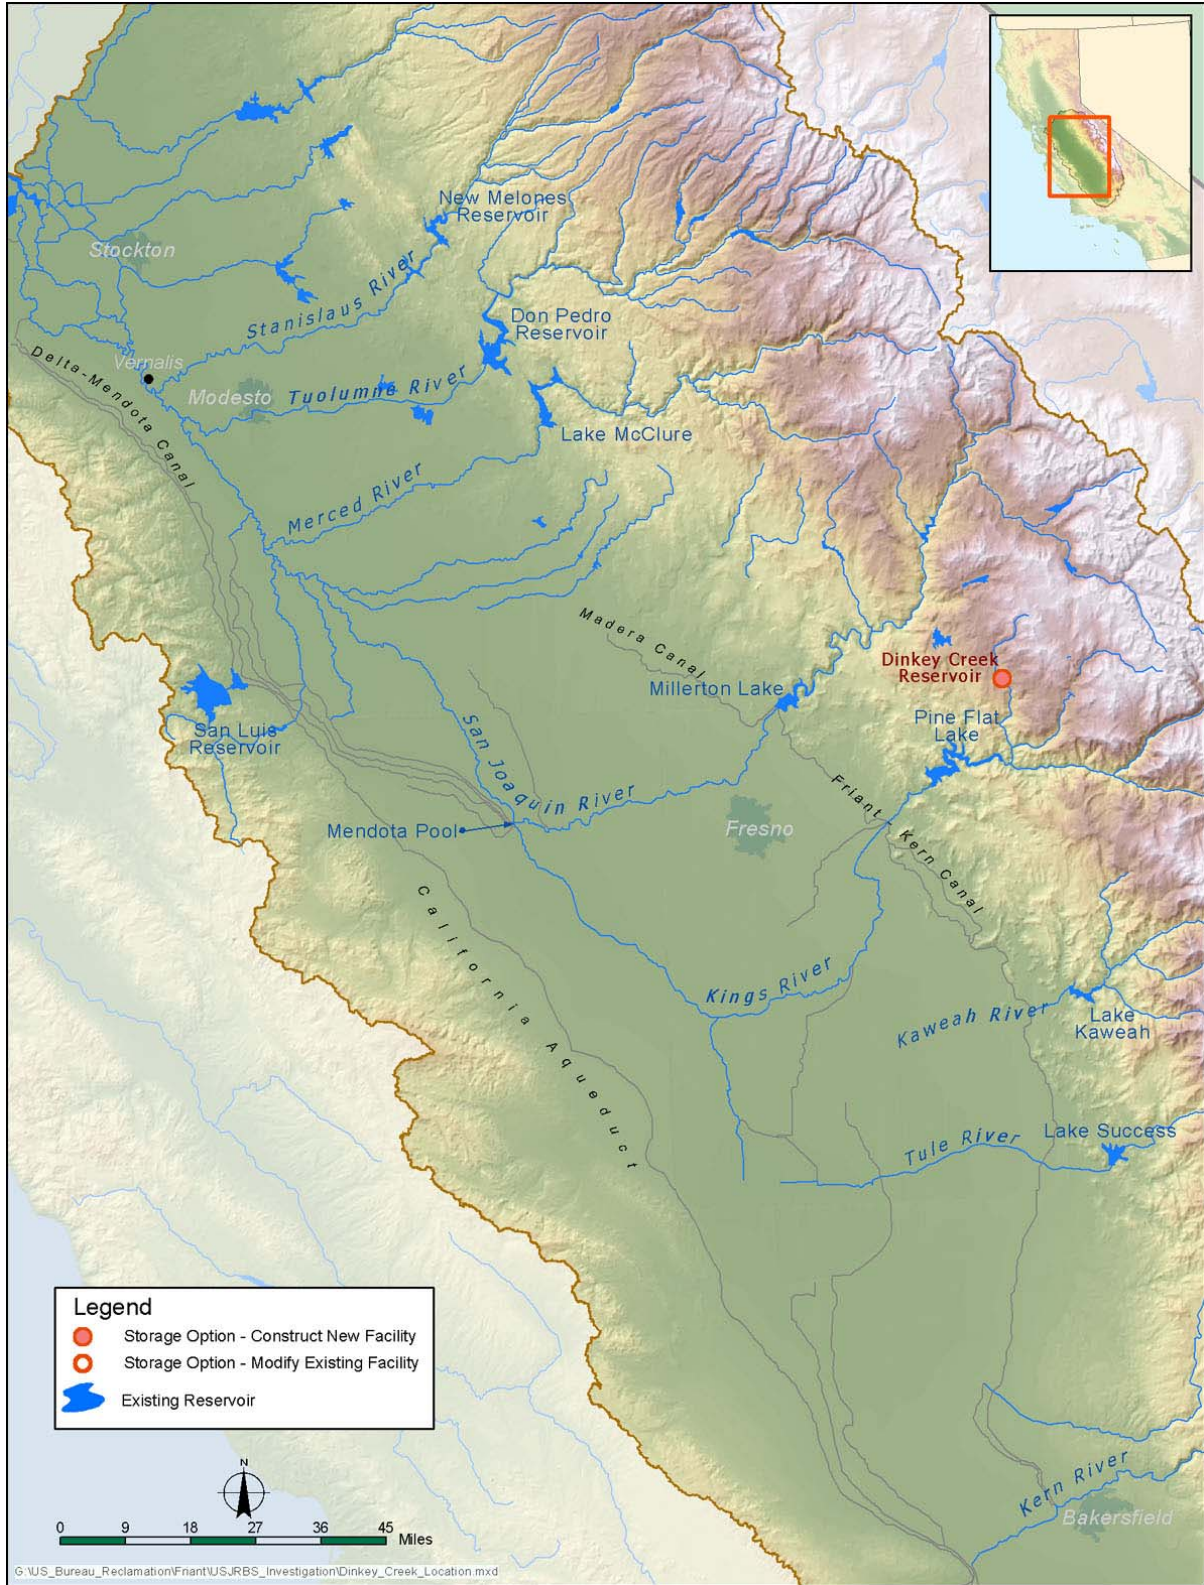 New Melones
Reservoir
Stockton
Stanislaus River
Don Pedro
Reservoir
Delta-Mendota Canal
Vernalis
Modesto
Tuolumne River
Lake McClure
Merced River
Madera Canal
Dinkey Creek
Reservoir
Millerton Lake
Pine Flat
Lake
San Luis
Reservoir
San Joaquin River
Friant - Kern Canal
Mendota Pool
Fresno
California Aqueduct
Kings River
Kaweah River
Lake
Kaweah
Tule River
Lake Success
Legend
Storage Option - Construct New Facility
Storage Option - Modify Existing Facility
Existing Reservoir
N
0 9 18 27 36 45 Miles
Kern River
Bakersfield
G:\US_Bureau_Reclamation\Friant\USJRBS_Investigation\Dinkey_Creek_Location.mxd